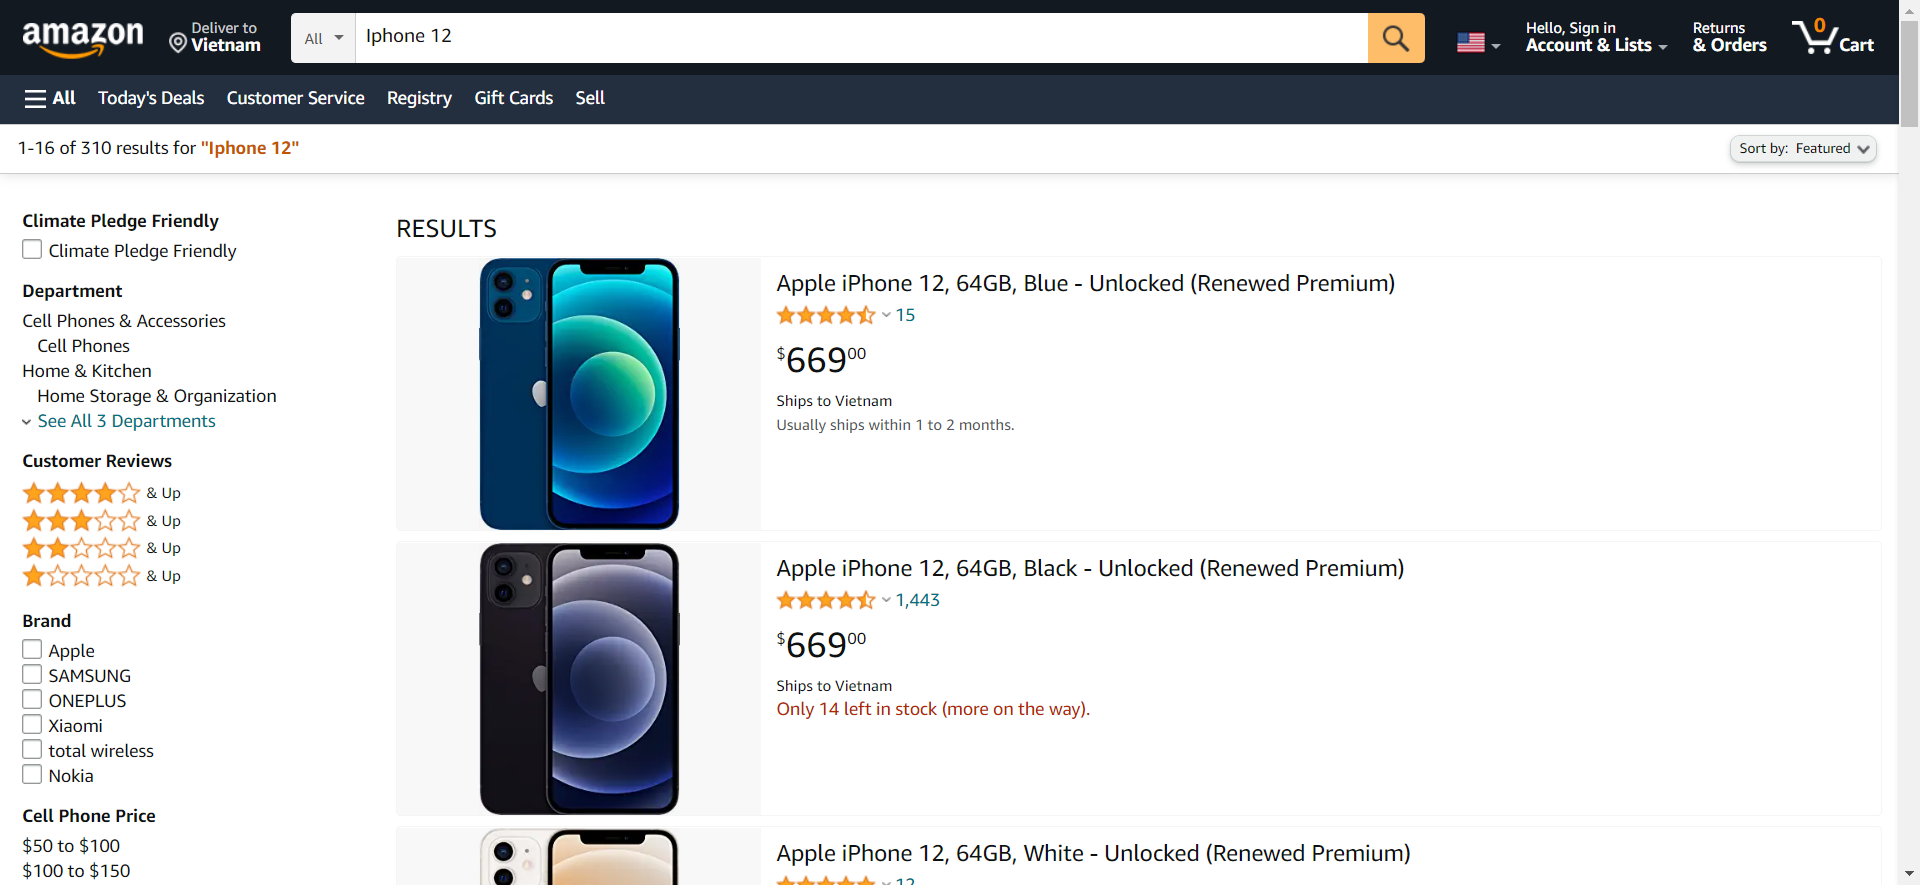 amazon
Deliver to
Vietnam
All
Iphone 12
Hello, Sign in
Account & Lists
Returns
& Orders
0
Cart
All
Today's Deals
Customer Service
Registry
Gift Cards
Sell
1-16 of 310 results for "Iphone 12"
Sort by: Featured
Climate Pledge Friendly
Climate Pledge Friendly
Department
Cell Phones & Accessories
Cell Phones
Home & Kitchen
Home Storage & Organization
See All 3 Departments
Customer Reviews
& Up
& Up
& Up
& Up
Brand
Apple
SAMSUNG
ONEPLUS
Xiaomi
total wireless
Nokia
Cell Phone Price
$50 to $100
$100 to $150
RESULTS
Apple iPhone 12, 64GB, Blue - Unlocked (Renewed Premium)
15
$66900
Ships to Vietnam
Usually ships within 1 to 2 months.
Apple iPhone 12, 64GB, Black - Unlocked (Renewed Premium)
1,443
$66900
Ships to Vietnam
Only 14 left in stock (more on the way).
Apple iPhone 12, 64GB, White - Unlocked (Renewed Premium)
12